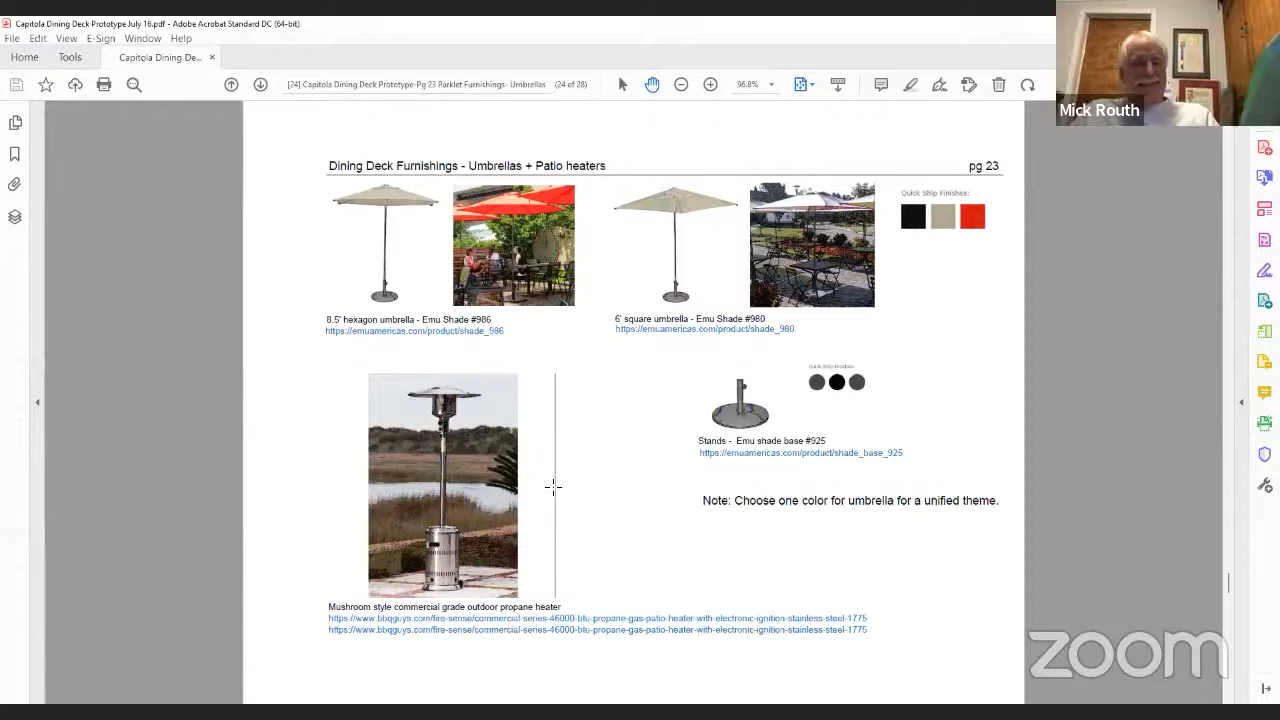 Capitola Dining Deck Prototype July 16.pdf - Adobe Acrobat Standard DC (64-bit)
File Edit View E-Sign Window Help
Home Tools Capitola Dining De... ×
[24] Capitola Dining Deck Prototype-Pg 23 Parklet Furnishings- Umbrellas (24 of 28) 96.8%
Mick Routh
Dining Deck Furnishings - Umbrellas + Patio heaters pg 23
Quick Ship Finishes:
8.5' hexagon umbrella - Emu Shade #986
https://emuamericas.com/product/shade_986
6' square umbrella - Emu Shade #980
https://emuamericas.com/product/shade_980
Quick Ship Finishes:
Stands - Emu shade base #925
https://emuamericas.com/product/shade_base_925
Note: Choose one color for umbrella for a unified theme.
Mushroom style commercial grade outdoor propane heater
https://www.bbqguys.com/fire-sense/commercial-series-46000-btu-propane-gas-patio-heater-with-electronic-ignition-stainless-steel-1775
https://www.bbqguys.com/fire-sense/commercial-series-46000-btu-propane-gas-patio-heater-with-electronic-ignition-stainless-steel-1775
zoom